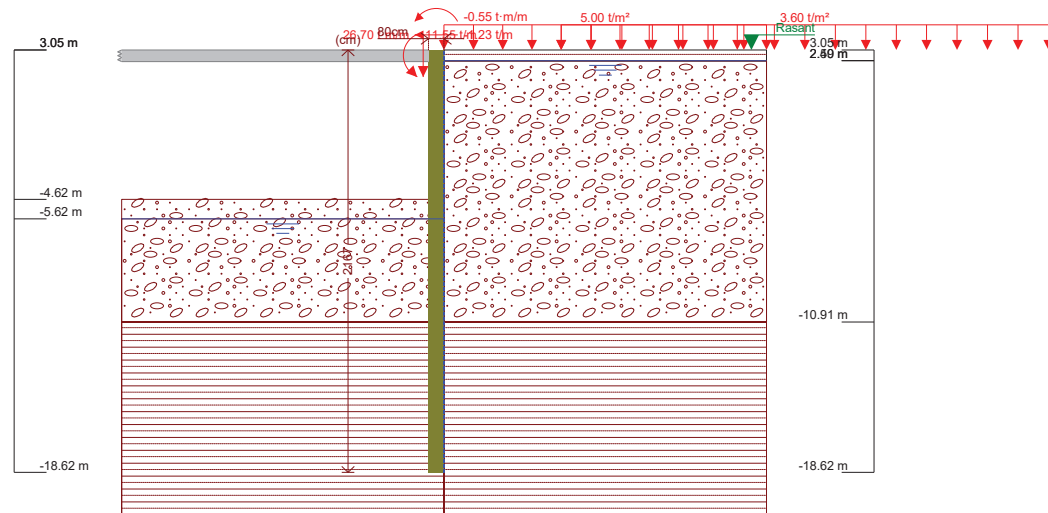 -0.55 t·m/m
5.00 t/m²
3.60 t/m²
80cm
Rasant
(cm)
3.05 m
3.05 m
-4.62 m
-5.62 m
2167
-10.91 m
-18.62 m
-18.62 m